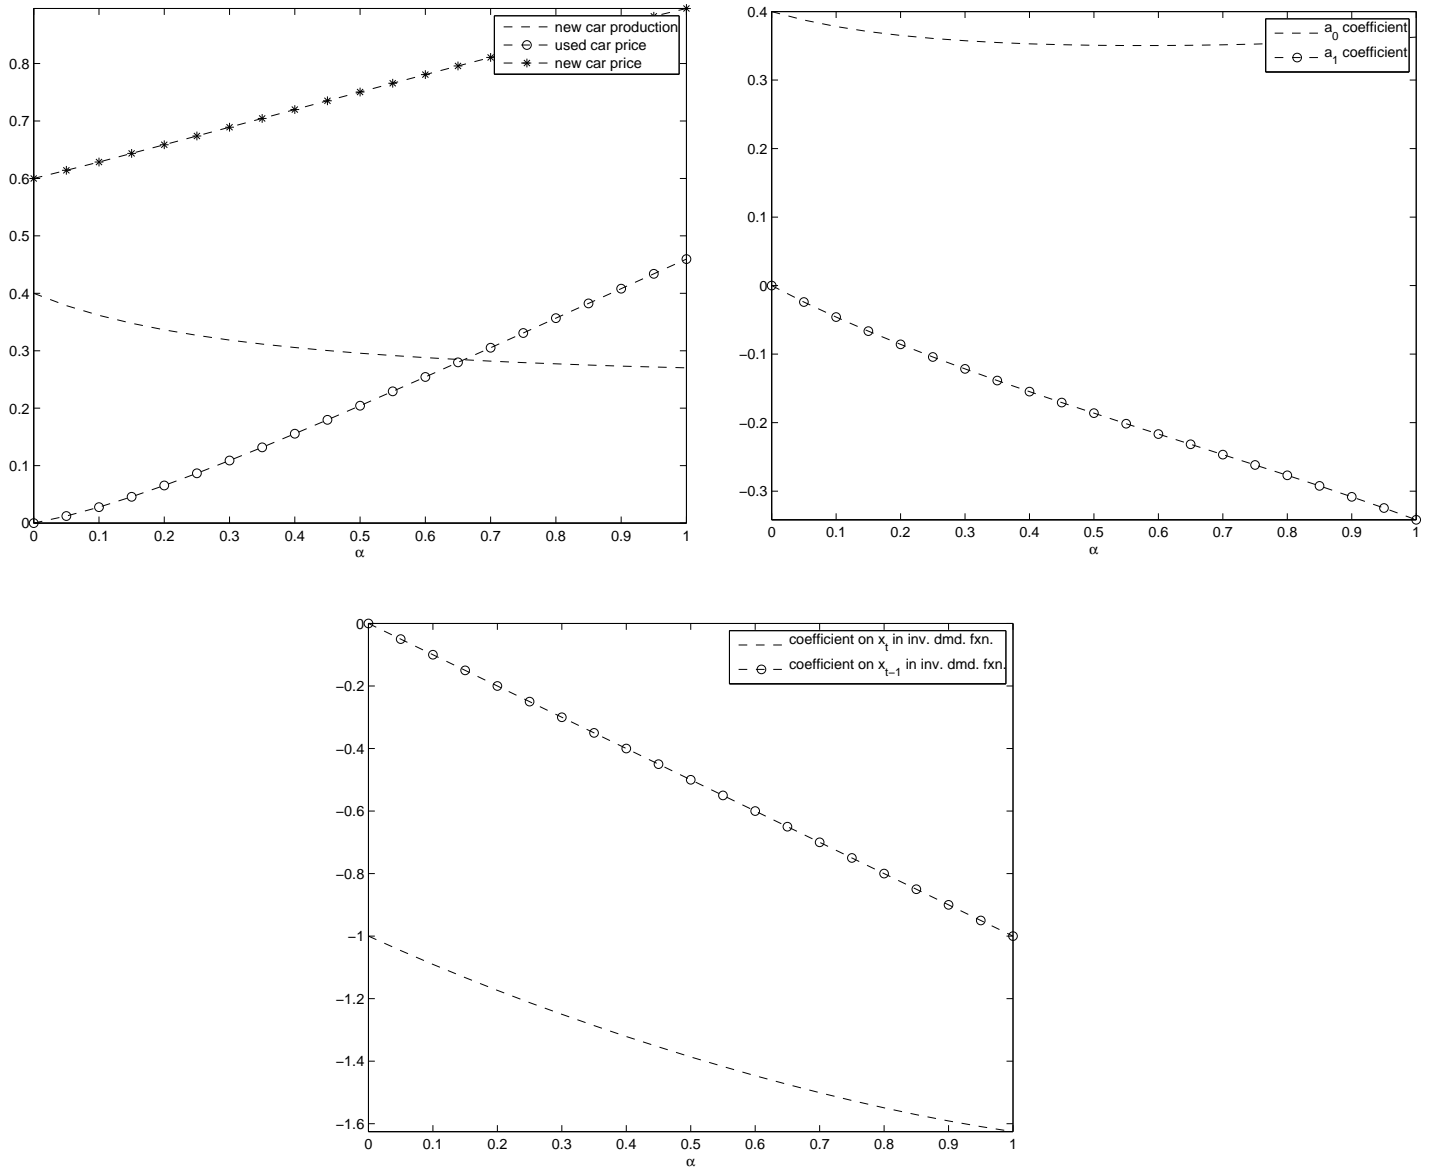 new car production
used car price
new car price
0.8
0.7
0.6
0.5
0.4
0.3
0.2
0.1
0
0 0.1 0.2 0.3 0.4 0.5 0.6 0.7 0.8 0.9 1
α
a0 coefficient
a1 coefficient
0.4
0.3
0.4
0.1
0
−0.1
−0.2
−0.3
0 0.1 0.2 0.3 0.4 0.5 0.6 0.7 0.8 0.9 1
α
coefficient on xt in inv. dmd. fxn.
coefficient on xt−1 in inv. dmd. fxn.
0
−0.2
−0.4
−0.6
−0.8
−1
−1.2
−1.4
−1.6
0 0.1 0.2 0.3 0.4 0.5 0.6 0.7 0.8 0.9 1
α